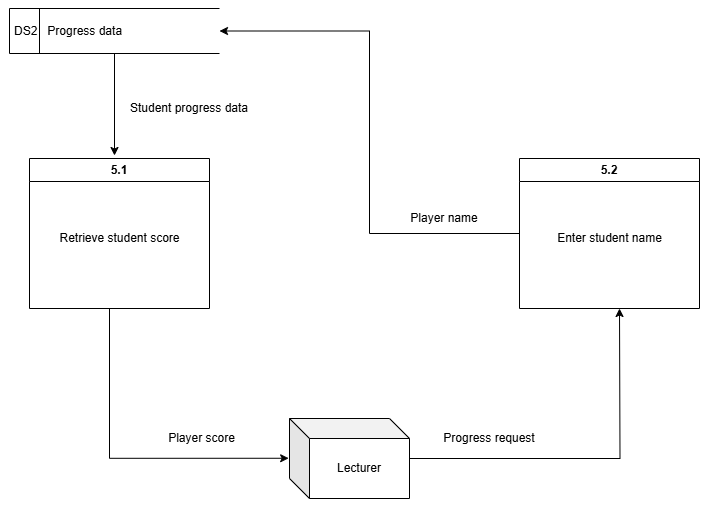 DS2 Progress data
Student progress data
5.1
5.2
Retrieve student score
Enter student name
Player name
Player score
Progress request
Lecturer